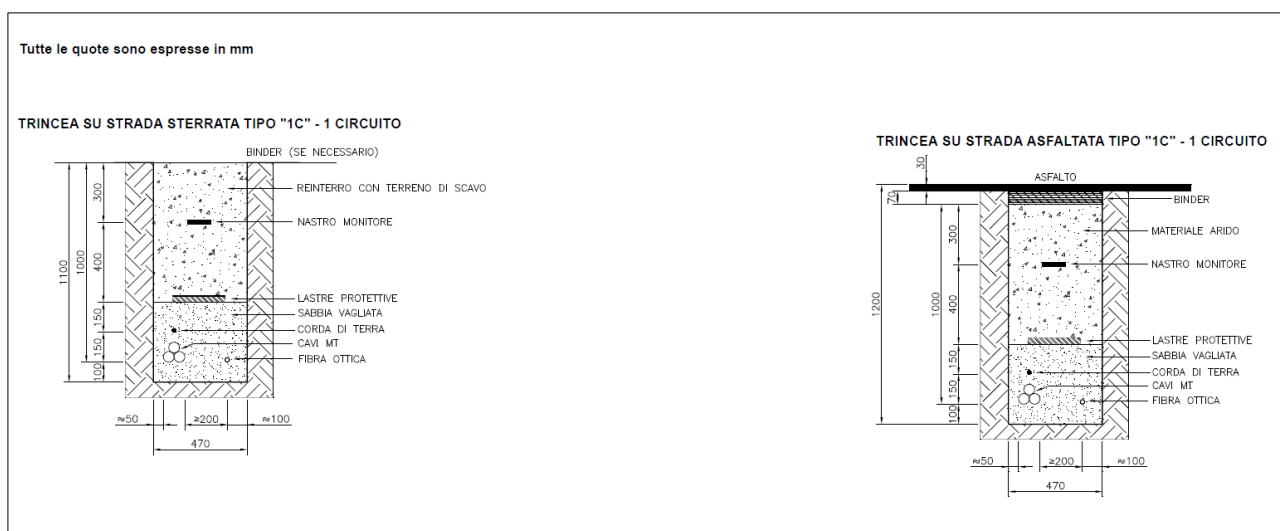 Tutte le quote sono espresse in mm
TRINCEA SU STRADA STERRATA TIPO "1C" - 1 CIRCUITO
BINDER (SE NECESSARIO)
REINTERRO CON TERRENO DI SCAVO
NASTRO MONITORE
LASTRE PROTETTIVE
SABBIA VAGLIATA
CORDA DI TERRA
CAVI MT
FIBRA OTTICA
1100
1000
300
400
150
150
100
≈50
≥200
≈100
470
TRINCEA SU STRADA ASFALTATA TIPO "1C" - 1 CIRCUITO
30
ASFALTO
70
BINDER
MATERIALE ARIDO
NASTRO MONITORE
LASTRE PROTETTIVE
SABBIA VAGLIATA
CORDA DI TERRA
CAVI MT
FIBRA OTTICA
1200
1000
300
400
150
150
100
≈50
≥200
≈100
470